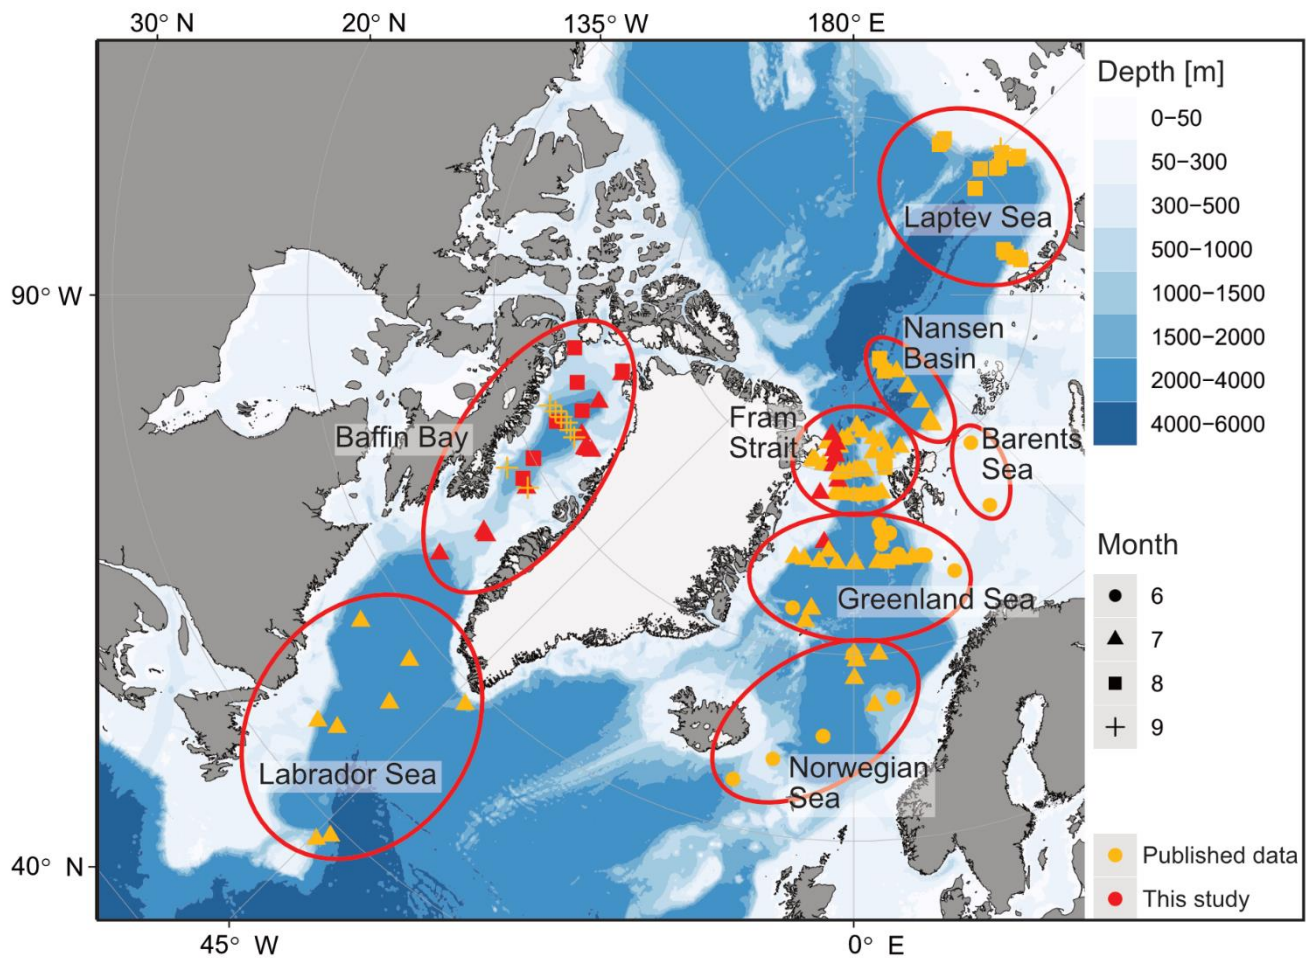 30° N
20° N
135° W
180° E
Depth [m]
0−50
50−300
300−500
500−1000
1000−1500
1500−2000
2000−4000
4000−6000
Laptev Sea
90° W
Nansen
Basin
Fram
Strait
Baffin Bay
Barents
Sea
Month
6
7
8
9
Greenland Sea
Labrador Sea
Norwegian
Sea
Published data
This study
40° N
45° W
0° E